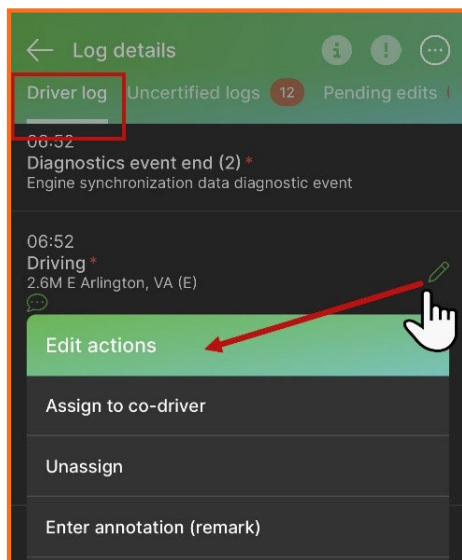 Log details
Driver log Uncertified logs 12 Pending edits
06:52
Diagnostics event end (2) *
Engine synchronization data diagnostic event
06:52
Driving *
2.6M E Arlington, VA (E)
Edit actions
Assign to co-driver
Unassign
Enter annotation (remark)